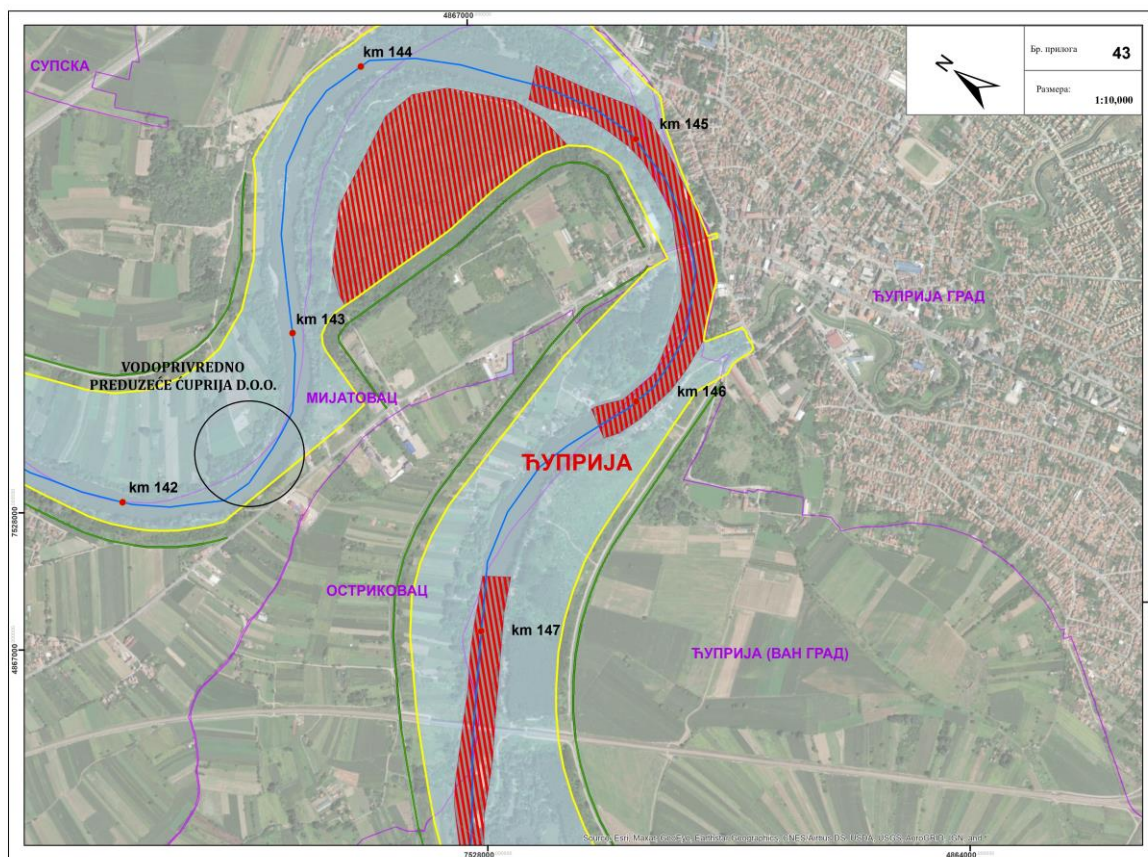 4867000
Бр. прилога
43
Размера:
1:10,000
N
СУПСКА
km 144
km 145
ЋУПРИЈА ГРАД
km 143
VODOPRIVREDNO
PREDUZEĆE ĆUPRIJA D.O.O.
МИЈАТОВАЦ
km 146
ЋУПРИЈА
km 142
7528000
ОСТРИКОВАЦ
km 147
ЋУПРИЈА (ВАН ГРАД)
4867000
7528000
4864000